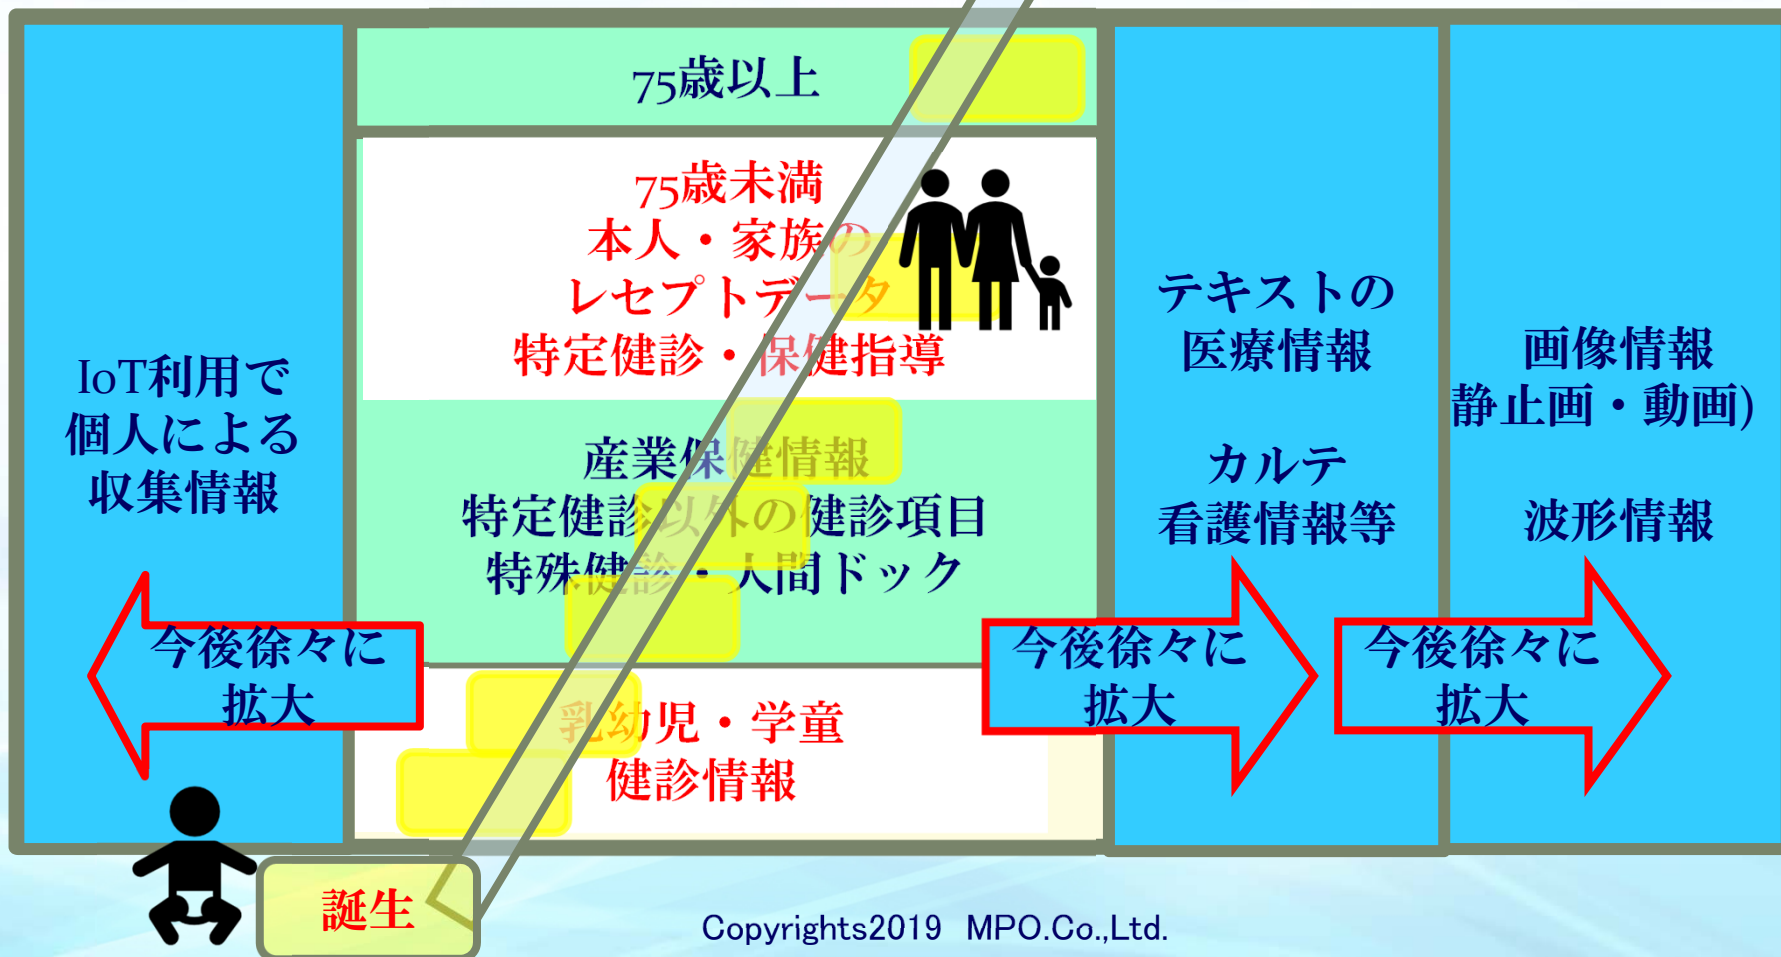 75歳以上
75歳未満
本人・家族の
レセプトデータ
特定健診・保健指導
産業保健情報
特定健診以外の健診項目
特殊健診・人間ドック
乳幼児・学童
健診情報
IoT利用で
個人による
収集情報
今後徐々に
拡大
テキストの
医療情報
カルテ
看護情報等
今後徐々に
拡大
画像情報
静止画・動画)
波形情報
今後徐々に
拡大
誕生
Copyrights2019 MPO.Co.,Ltd.